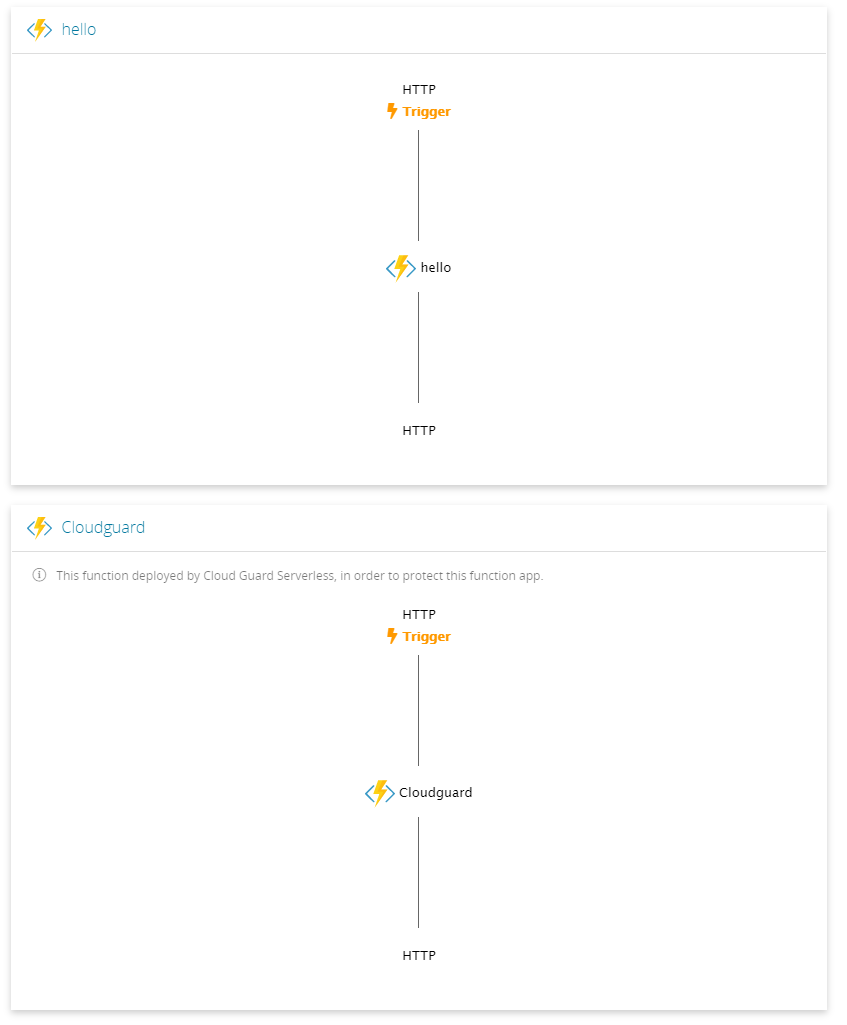 hello
HTTP
Trigger
hello
HTTP
Cloudguard
This function deployed by Cloud Guard Serverless, in order to protect this function app.
HTTP
Trigger
Cloudguard
HTTP